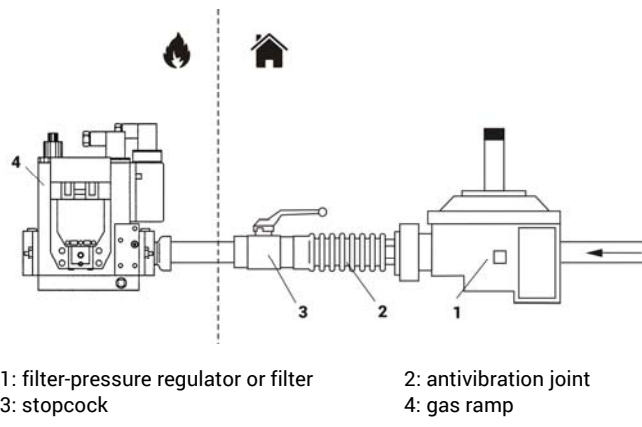 4
3
2
1
1: filter-pressure regulator or filter
2: antivibration joint
3: stopcock
4: gas ramp